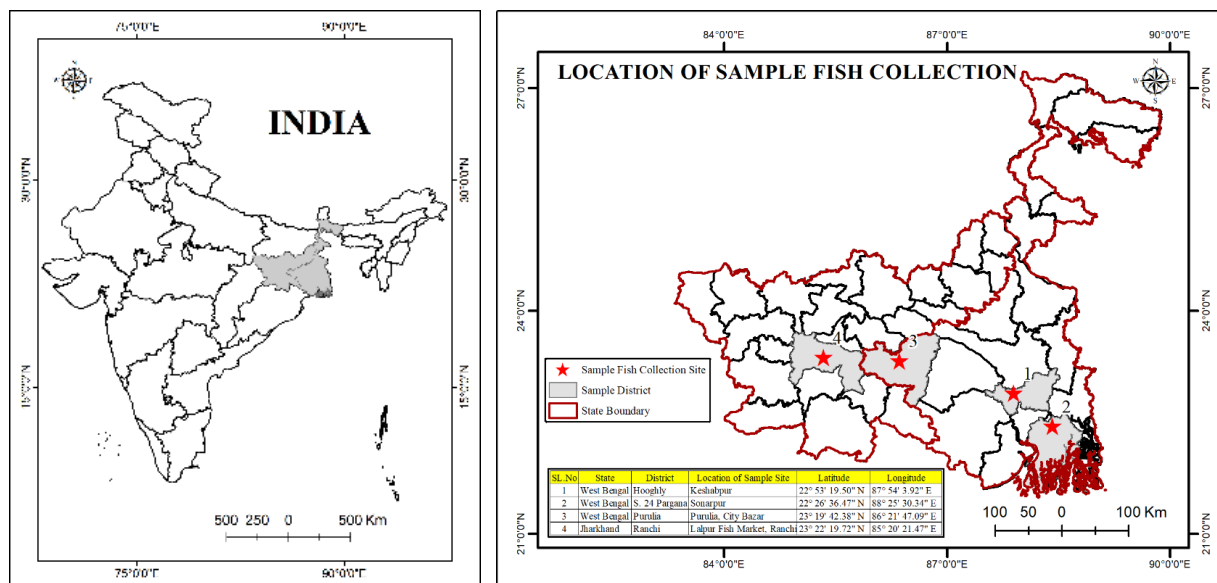 75°0'0"E 90°0'0"E
N
W E
S
INDIA
30°0'0"N 30°0'0"N
15°0'0"N 15°0'0"N
500 250 0 500 Km
75°0'0"E 90°0'0"E
84°0'0"E 87°0'0"E 90°0'0"E
LOCATION OF SAMPLE FISH COLLECTION
N
W E
S
27°0'0"N 27°0'0"N
24°0'0"N 24°0'0"N
4 3
1
2
Sample Fish Collection Site
Sample District
State Boundary
SL.No State District Location of Sample Site Latitude Longitude
1 West Bengal Hooghly Keshabpur 22° 53' 19.50" N 87° 54' 3.92" E
2 West Bengal S. 24 Pargana Sonarpur 22° 26' 36.47" N 88° 25' 30.34" E
3 West Bengal Purulia Purulia, City Bazar 23° 19' 42.38" N 86° 21' 47.09" E
4 Jharkhand Ranchi Lalpur Fish Market, Ranchi 23° 22' 19.72" N 85° 20' 21.47" E
100 50 0 100 Km
21°0'0"N 21°0'0"N
84°0'0"E 87°0'0"E 90°0'0"E